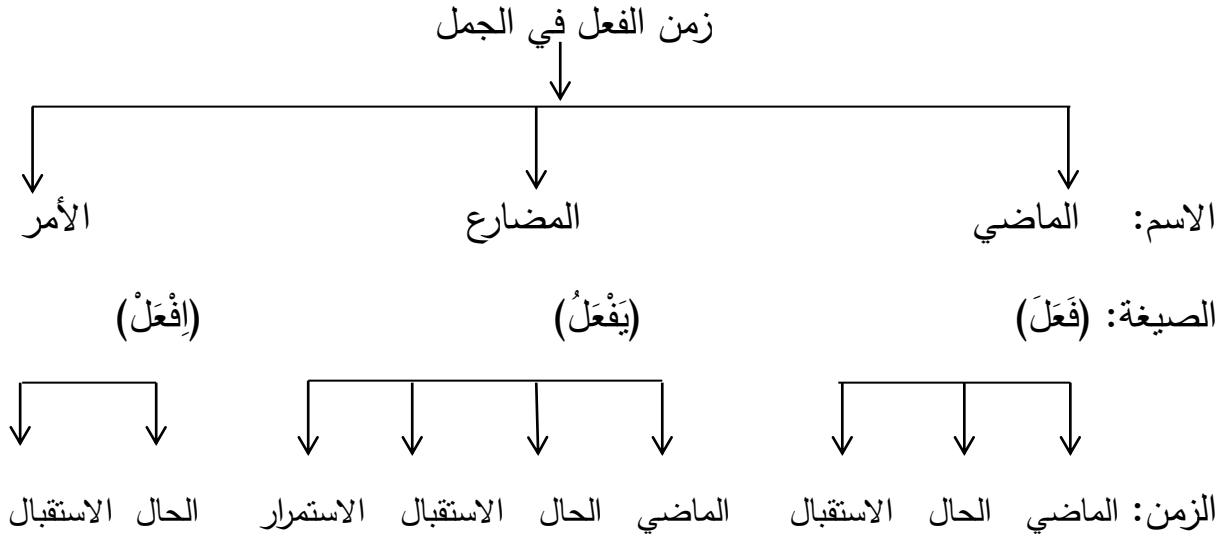 زمن الفعل في الجمل
الاسم: الماضي المضارع الأمر
الصيغة: (فَعَلَ) (يَفْعَلُ) (اِفْعَلْ)
الزمن: الماضي الحال الاستقبال الماضي الحال الاستقبال الاستمرار الحال الاستقبال